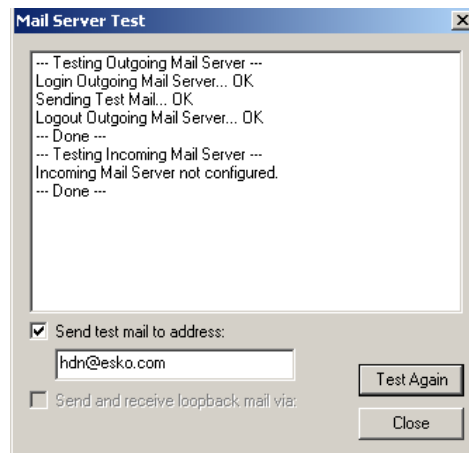 Mail Server Test
--- Testing Outgoing Mail Server ---
Login Outgoing Mail Server... OK
Sending Test Mail... OK
Logout Outgoing Mail Server... OK
--- Done ---
--- Testing Incoming Mail Server ---
Incoming Mail Server not configured.
--- Done ---
Send test mail to address:
hdn@esko.com
Test Again
Send and receive loopback mail via:
Close